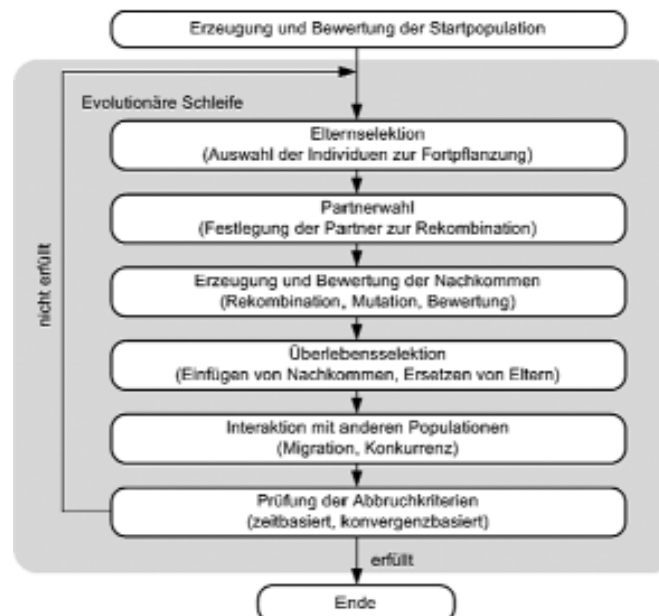 Erzeugung und Bewertung der Startpopulation
Evolutionäre Schleife
Elternselektion
(Auswahl der Individuen zur Fortpflanzung)
Partnerwahl
(Festlegung der Partner zur Rekombination)
Erzeugung und Bewertung der Nachkommen
(Rekombination, Mutation, Bewertung)
Überlebensselektion
(Einfügen von Nachkommen, Ersetzen von Eltern)
Interaktion mit anderen Populationen
(Migration, Konkurrenz)
Prüfung der Abbruchkriterien
(zeitbasiert, konvergenzbasiert)
nicht erfüllt
erfüllt
Ende